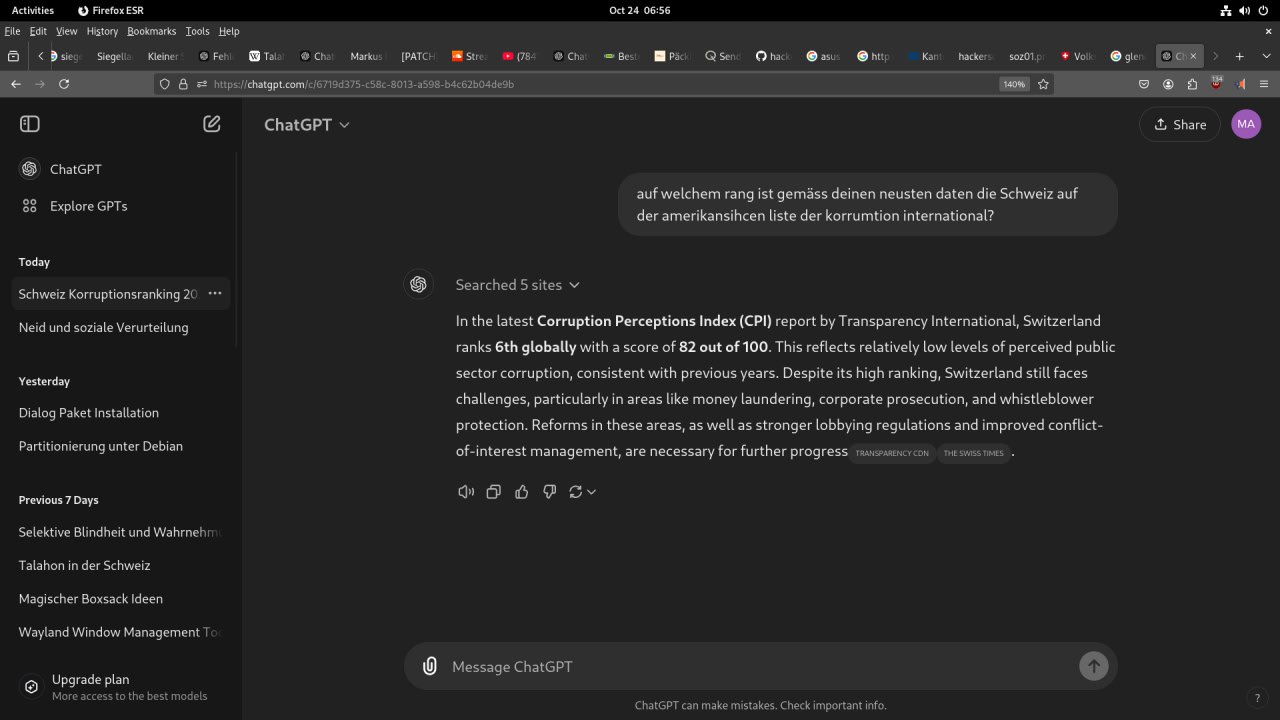 Activities Firefox ESR Oct 24 06:56
File Edit View History Bookmarks Tools Help
siege Siegella Kleiner Fehl Tala Chat Markus [PATCH Strea (784 Chat Best Päck Send hack asus http Kant hackers soz01.p Volk glen Ch
https://chatgpt.com/c/6719d375-c58c-8013-a598-b4c62b04de9b 140% 134
ChatGPT Share MA
ChatGPT
Explore GPTs
Today
Schweiz Korruptionsranking 20
Neid und soziale Verurteilung
Yesterday
Dialog Paket Installation
Partitionierung unter Debian
Previous 7 Days
Selektive Blindheit und Wahrnehm
Talahon in der Schweiz
Magischer Boxsack Ideen
Wayland Window Management Too
Upgrade plan
More access to the best models
auf welchem rang ist gemäss deinen neusten daten die Schweiz auf
der amerikansihcen liste der korrumtion international?
Searched 5 sites
In the latest Corruption Perceptions Index (CPI) report by Transparency International, Switzerland
ranks 6th globally with a score of 82 out of 100. This reflects relatively low levels of perceived public
sector corruption, consistent with previous years. Despite its high ranking, Switzerland still faces
challenges, particularly in areas like money laundering, corporate prosecution, and whistleblower
protection. Reforms in these areas, as well as stronger lobbying regulations and improved conflict-
of-interest management, are necessary for further progress TRANSPARENCY CDN THE SWISS TIMES .
Message ChatGPT
ChatGPT can make mistakes. Check important info.
?